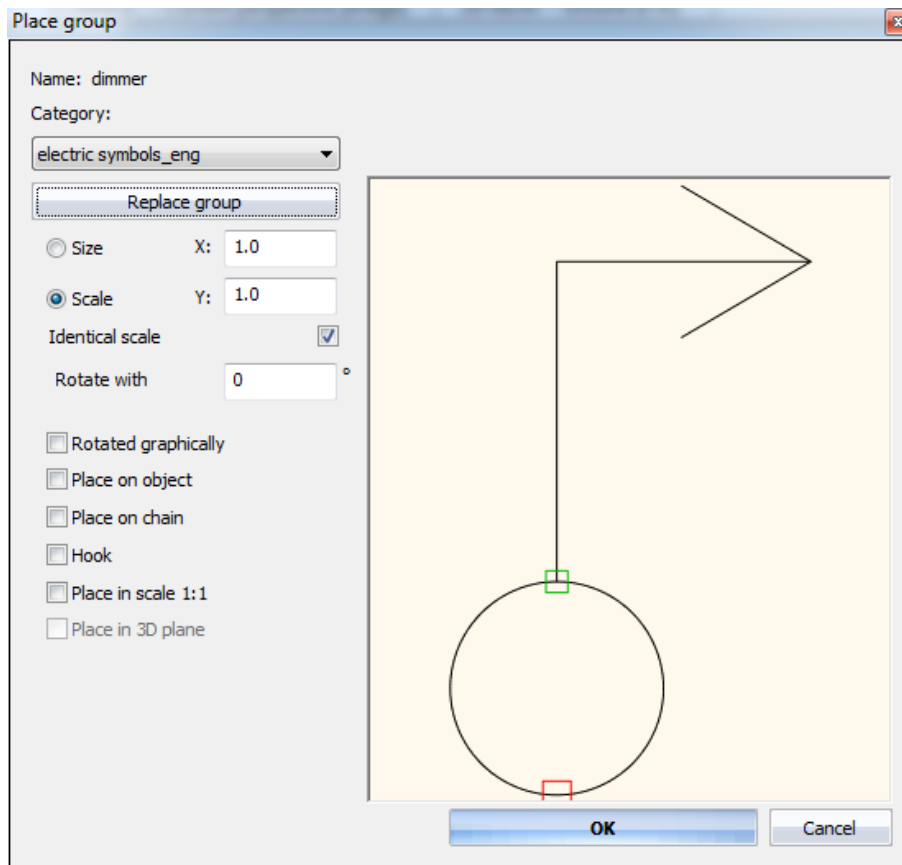 Place group
Name: dimmer
Category:
electric symbols_eng
Replace group
Size X: 1.0
Scale Y: 1.0
Identical scale
Rotate with 0 °
Rotated graphically
Place on object
Place on chain
Hook
Place in scale 1:1
Place in 3D plane
OK Cancel